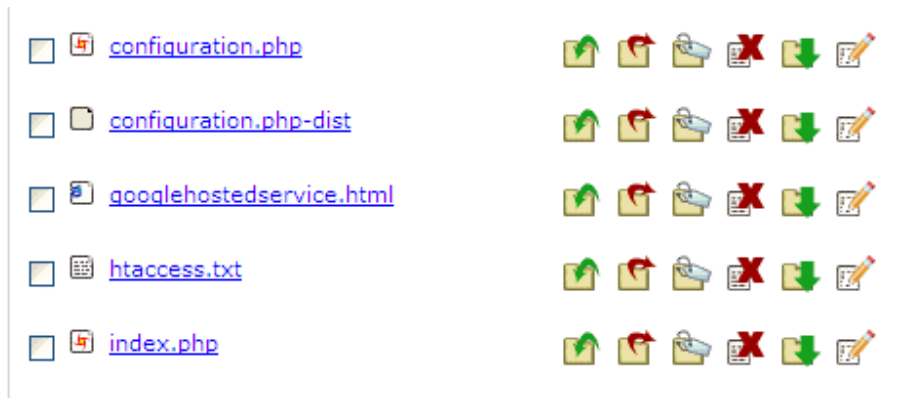 configuration.php
configuration.php-dist
googlehostedservice.html
htaccess.txt
index.php